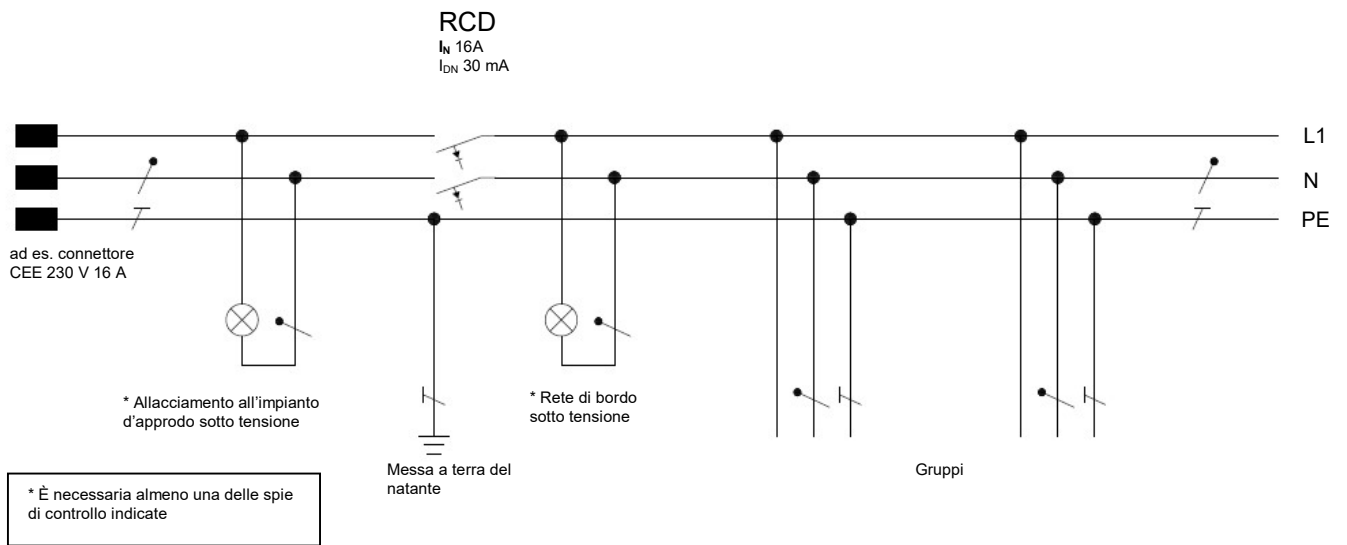 RCD
IN 16A
IDN 30 mA
L1
N
PE
ad es. connettore
CEE 230 V 16 A
* Allacciamento all’impianto
d’approdo sotto tensione
* Rete di bordo
sotto tensione
Messa a terra del
natante
Gruppi
* È necessaria almeno una delle spie
di controllo indicate